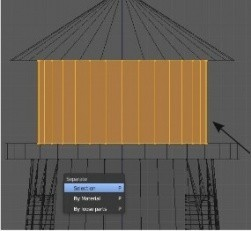 Separate
Selection P
By Material P
By loose parts P